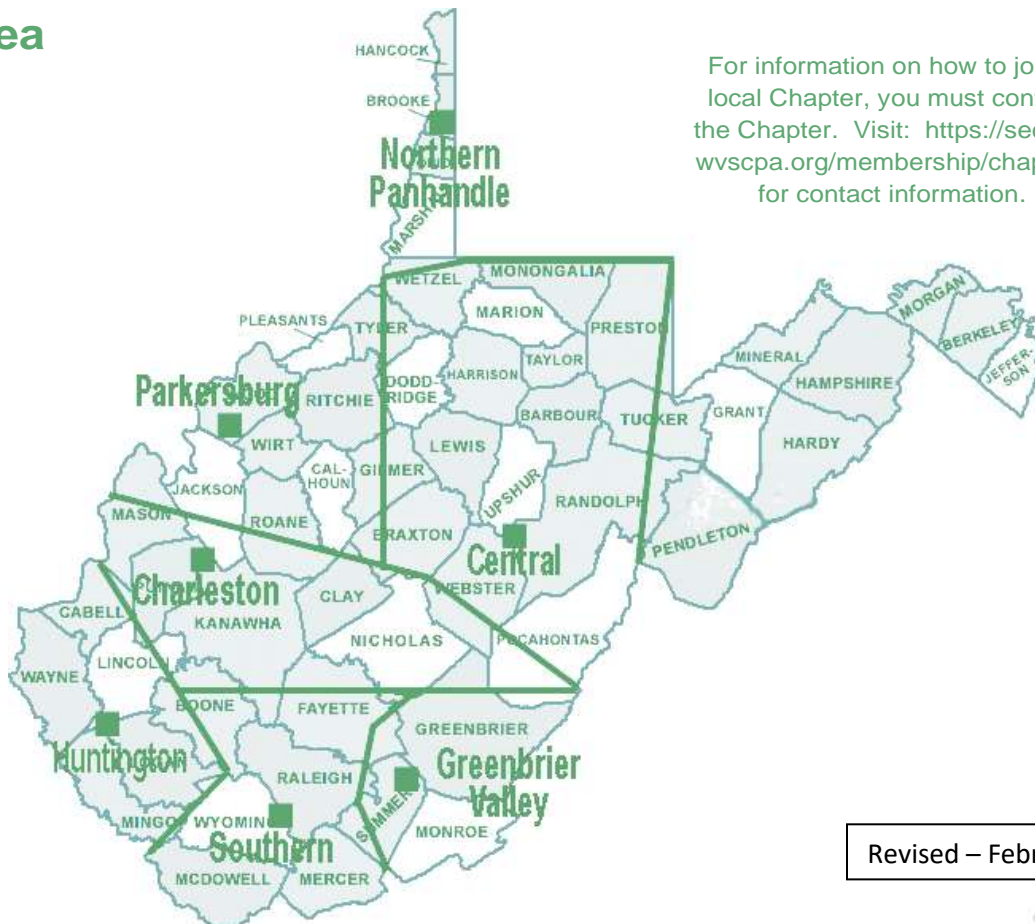 ea
For information on how to jo
local Chapter, you must con
the Chapter. Visit: https://se
wvscpa.org/membership/chap
for contact information.
HANCOCK
BROOKE
Northern
Panhandle
MARSH
WETZEL
MONONGALIA
MARION
PRESTON
PLEASANTS
TYLER
TAYLOR
HARRISON
DODD-
RIDGE
RITCHIE
Parkersburg
WIRT
BARBOUR
TUCKER
LEWIS
GILMER
CAL-
HOUN
JACKSON
ROANE
UPSHUR
RANDOLPH
BRAXTON
MASON
MORGAN
BERKELEY
JEFFER-
SON
MINERAL
HAMPSHIRE
GRANT
HARDY
PENDLETON
Central
WEBSTER
Charleston
CLAY
KANAWHA
CABELL
NICHOLAS
POCAHONTAS
LINCOLN
WAYNE
BOONE
FAYETTE
GREENBRIER
Huntington
Greenbrier
Valley
RALEIGH
SUMMER
MONROE
MINGO
WYOMING
Southern
MCDOWELL
MERCER
Revised – Febr